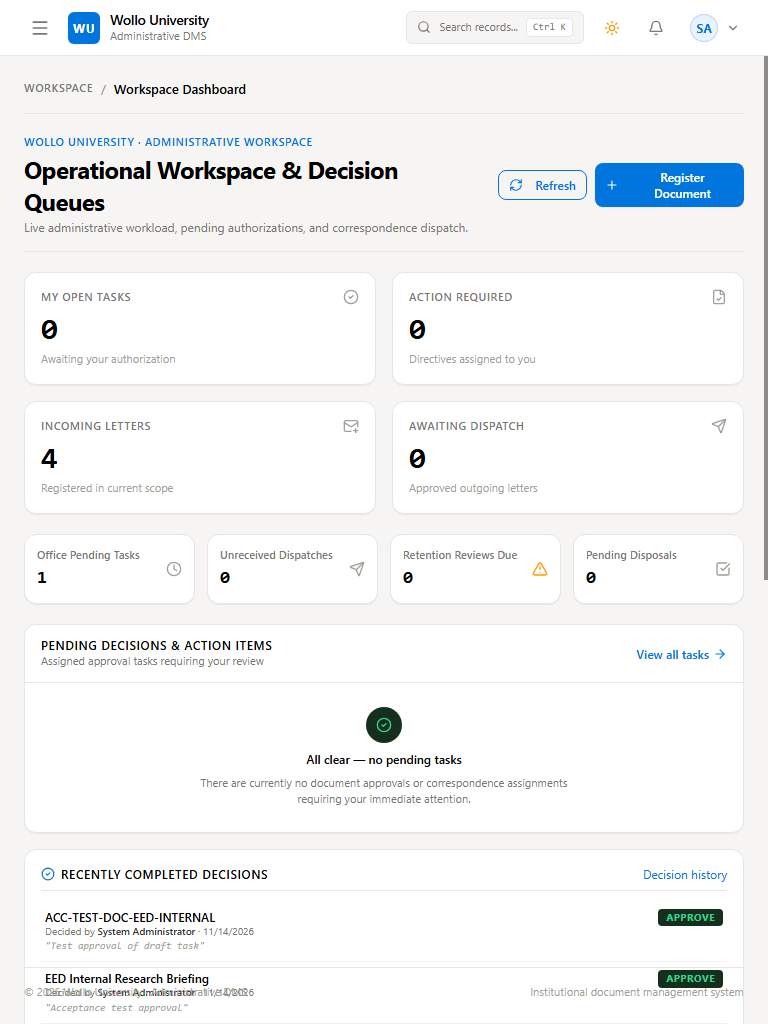 WU
Wollo University
Administrative DMS
Search records...
Ctrl K
SA
WORKSPACE / Workspace Dashboard
WOLLO UNIVERSITY · ADMINISTRATIVE WORKSPACE
Operational Workspace & Decision
Queues
Refresh
Register
Document
Live administrative workload, pending authorizations, and correspondence dispatch.
MY OPEN TASKS
0
Awaiting your authorization
ACTION REQUIRED
0
Directives assigned to you
INCOMING LETTERS
4
Registered in current scope
AWAITING DISPATCH
0
Approved outgoing letters
Office Pending Tasks
1
Unreceived Dispatches
0
Retention Reviews Due
0
Pending Disposals
0
PENDING DECISIONS & ACTION ITEMS
Assigned approval tasks requiring your review
View all tasks
All clear — no pending tasks
There are currently no document approvals or correspondence assignments
requiring your immediate attention.
RECENTLY COMPLETED DECISIONS
Decision history
ACC-TEST-DOC-EED-INTERNAL
APPROVE
Decided by System Administrator · 11/14/2026
"Test approval of draft task"
EED Internal Research Briefing
APPROVE
Decided by System Administrator · 11/14/2026
Institutional document management system
"Acceptance test approval"